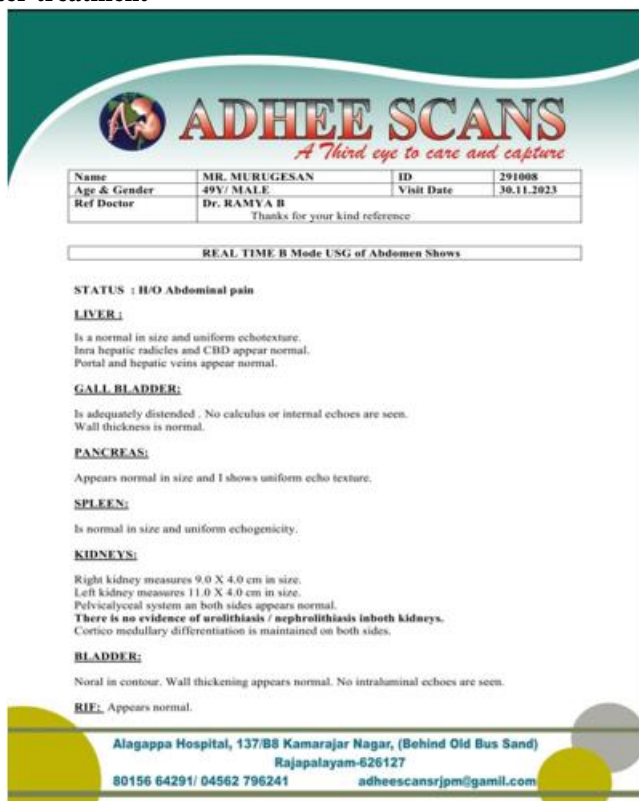 ADHEE SCANS
A Third eye to care and capture
Name MR. MURUGESAN ID 291008
Age & Gender 49Y/ MALE Visit Date 30.11.2023
Ref Doctor Dr. RAMYA B
Thanks for your kind reference
REAL TIME B Mode USG of Abdomen Shows
STATUS : H/O Abdominal pain
LIVER :
Is a normal in size and uniform echotexture.
Inra hepatic radicles and CBD appear normal.
Portal and hepatic veins appear normal.
GALL BLADDER:
Is adequately distended . No calculus or internal echoes are seen.
Wall thickness is normal.
PANCREAS:
Appears normal in size and I shows uniform echo texture.
SPLEEN:
Is normal in size and uniform echogenicity.
KIDNEYS:
Right kidney measures 9.0 X 4.0 cm in size.
Left kidney measures 11.0 X 4.0 cm in size.
Pelvicalyceal system an both sides appears normal.
There is no evidence of urolithiasis / nephrolithiasis inboth kidneys.
Cortico medullary differentiation is maintained on both sides.
BLADDER:
Noral in contour. Wall thickening appears normal. No intraluminal echoes are seen.
RIF: Appears normal.
Alagappa Hospital, 137/B8 Kamarajar Nagar, (Behind Old Bus Sand)
Rajapalayam-626127
80156 64291/ 04562 796241 adheescansrjpm@gamil.com